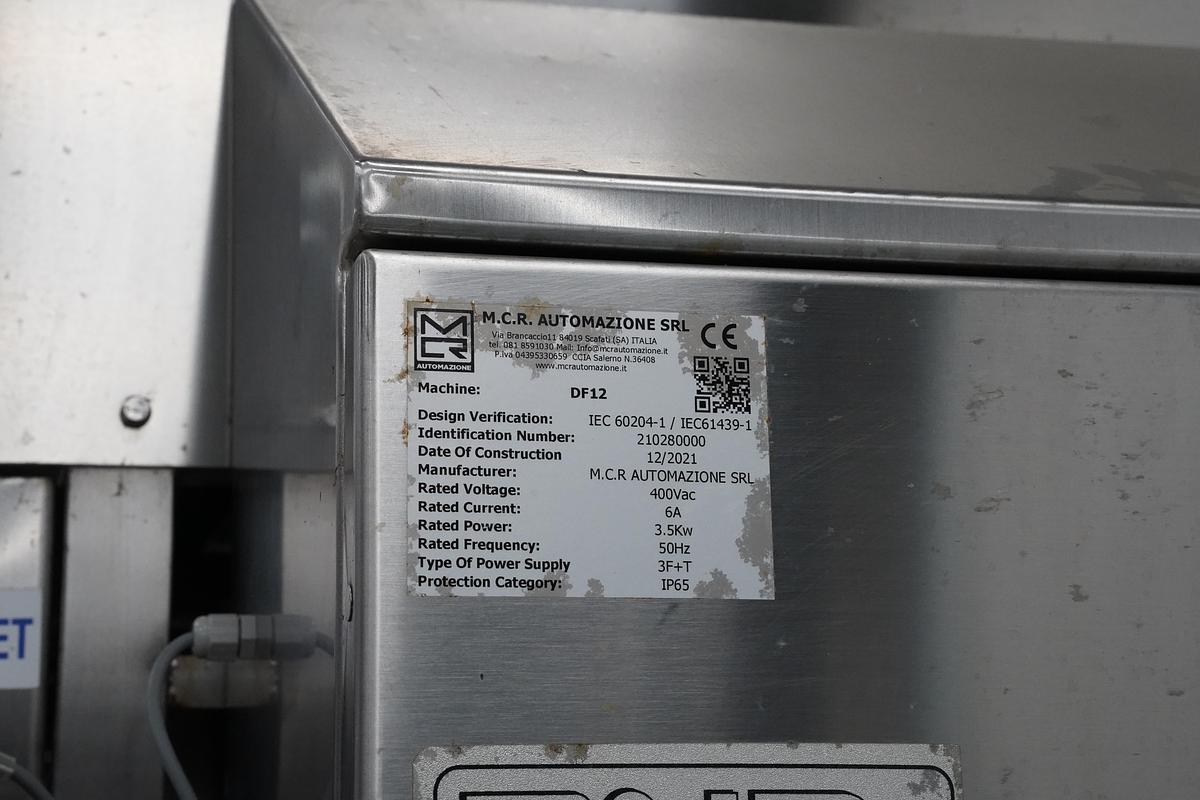 MCR
AUTOMAZIONE
M.C.R. AUTOMAZIONE SRL
CE
Via Brancaccio11 84019 Scafati (SA) ITALIA
tel. 081 8591030 Mail: Info@mcrautomazione.it
P.Iva 04395330659 CCIA Salerno N.36408
www.mcrautomazione.it
Machine: DF12
Design Verification: IEC 60204-1 / IEC61439-1
Identification Number: 210280000
Date Of Construction 12/2021
Manufacturer: M.C.R AUTOMAZIONE SRL
Rated Voltage: 400Vac
Rated Current: 6A
Rated Power: 3.5Kw
Rated Frequency: 50Hz
Type Of Power Supply 3F+T
Protection Category: IP65
ET